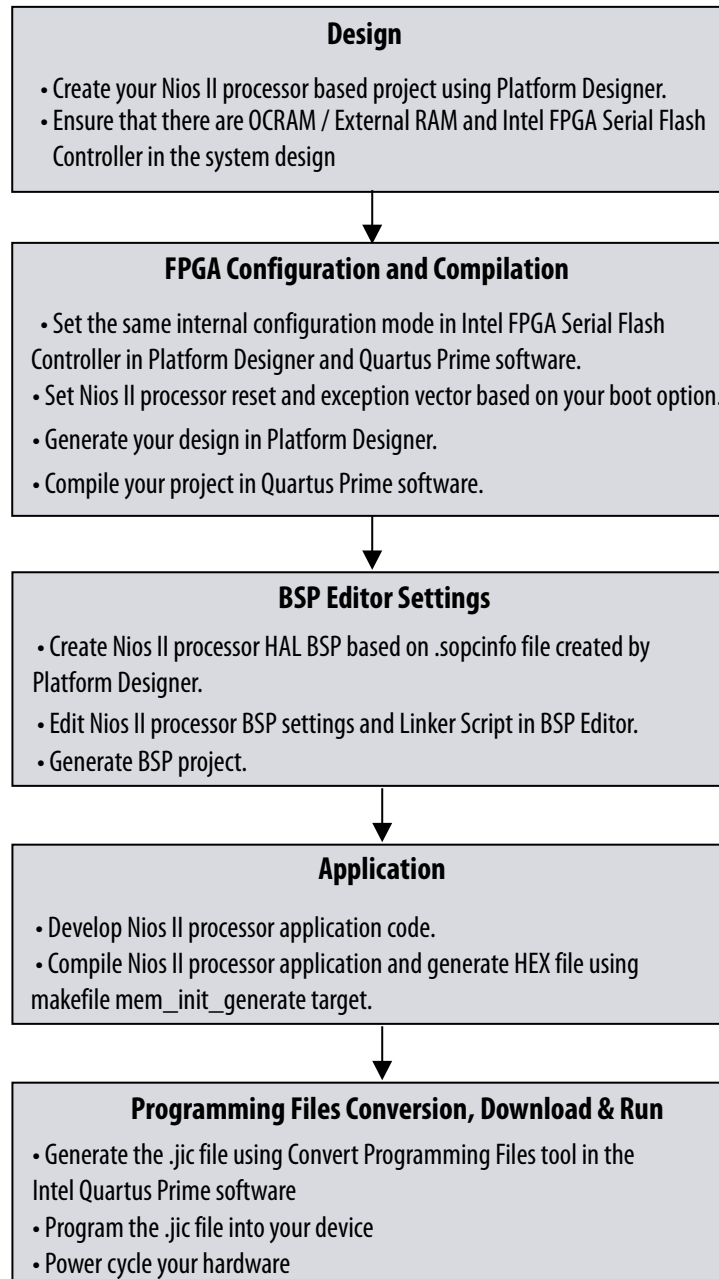 Design
• Create your Nios II processor based project using Platform Designer.
• Ensure that there are OCRAM / External RAM and Intel FPGA Serial Flash
Controller in the system design
FPGA Configuration and Compilation
• Set the same internal configuration mode in Intel FPGA Serial Flash
Controller in Platform Designer and Quartus Prime software.
• Set Nios II processor reset and exception vector based on your boot option.
• Generate your design in Platform Designer.
• Compile your project in Quartus Prime software.
BSP Editor Settings
• Create Nios II processor HAL BSP based on .sopcinfo file created by
Platform Designer.
• Edit Nios II processor BSP settings and Linker Script in BSP Editor.
• Generate BSP project.
Application
• Develop Nios II processor application code.
• Compile Nios II processor application and generate HEX file using
makefile mem_init_generate target.
Programming Files Conversion, Download & Run
• Generate the .jic file using Convert Programming Files tool in the
Intel Quartus Prime software
• Program the .jic file into your device
• Power cycle your hardware